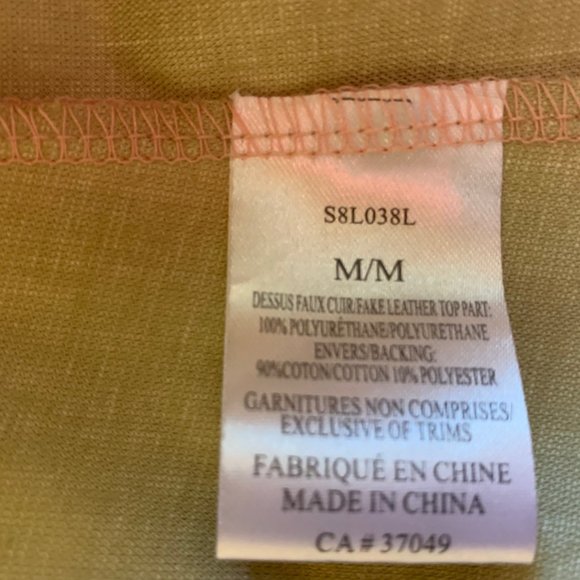 S8L038L
M/M
DESSUS FAUX CUIR/FAKE LEATHER TOP PART:
100% POLYURÉTHANE/POLYURETHANE
ENVERS/BACKING:
90%COTON/COTTON 10% POLYESTER
GARNITURES NON COMPRISES/
EXCLUSIVE OF TRIMS
FABRIQUÉ EN CHINE
MADE IN CHINA
CA # 37049